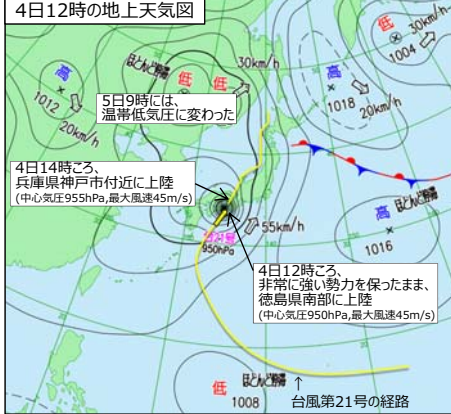 4日12時の地上天気図
低
30km/h
1004
高
1012
20km/h
ほとんど停滞
低
低
30km/h
高
1018
20km/h
5日9時には、
温帯低気圧に変わった
4日14時ころ、
兵庫県神戸市付近に上陸
(中心気圧955hPa,最大風速45m/s)
台21号
950hPa
55km/h
高
ほとんど停滞
1016
4日12時ころ、
非常に強い勢力を保ったまま、
徳島県南部に上陸
(中心気圧950hPa,最大風速45m/s)
低
ほとんど停滞
1008
↑
台風第21号の経路